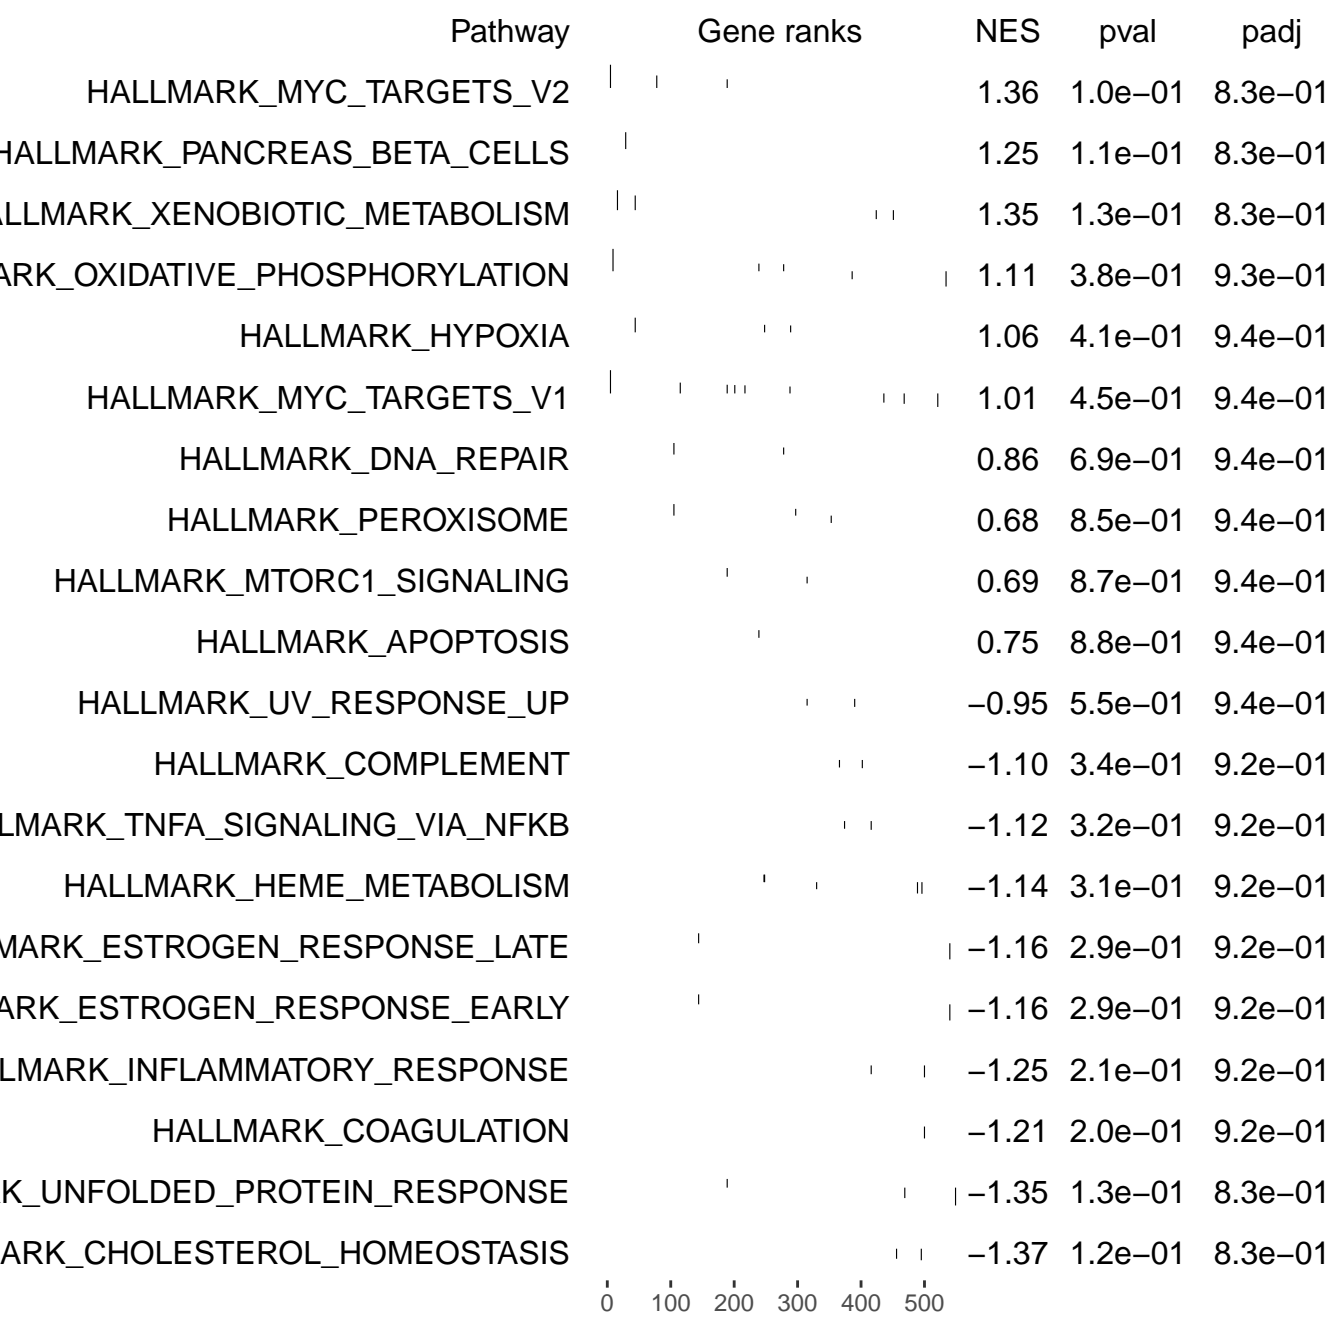 Pathway Gene ranks NES pval padj
HALLMARK_MYC_TARGETS_V2 1.36 1.0e−01 8.3e−01
HALLMARK_PANCREAS_BETA_CELLS 1.25 1.1e−01 8.3e−01
ALLMARK_XENOBIOTIC_METABOLISM 1.35 1.3e−01 8.3e−01
ARK_OXIDATIVE_PHOSPHORYLATION 1.11 3.8e−01 9.3e−01
HALLMARK_HYPOXIA 1.06 4.1e−01 9.4e−01
HALLMARK_MYC_TARGETS_V1 1.01 4.5e−01 9.4e−01
HALLMARK_DNA_REPAIR 0.86 6.9e−01 9.4e−01
HALLMARK_PEROXISOME 0.68 8.5e−01 9.4e−01
HALLMARK_MTORC1_SIGNALING 0.69 8.7e−01 9.4e−01
HALLMARK_APOPTOSIS 0.75 8.8e−01 9.4e−01
HALLMARK_UV_RESPONSE_UP −0.95 5.5e−01 9.4e−01
HALLMARK_COMPLEMENT −1.10 3.4e−01 9.2e−01
LMARK_TNFA_SIGNALING_VIA_NFKB −1.12 3.2e−01 9.2e−01
HALLMARK_HEME_METABOLISM −1.14 3.1e−01 9.2e−01
MARK_ESTROGEN_RESPONSE_LATE −1.16 2.9e−01 9.2e−01
ARK_ESTROGEN_RESPONSE_EARLY −1.16 2.9e−01 9.2e−01
LMARK_INFLAMMATORY_RESPONSE −1.25 2.1e−01 9.2e−01
HALLMARK_COAGULATION −1.21 2.0e−01 9.2e−01
K_UNFOLDED_PROTEIN_RESPONSE −1.35 1.3e−01 8.3e−01
ARK_CHOLESTEROL_HOMEOSTASIS −1.37 1.2e−01 8.3e−01
0 100 200 300 400 500